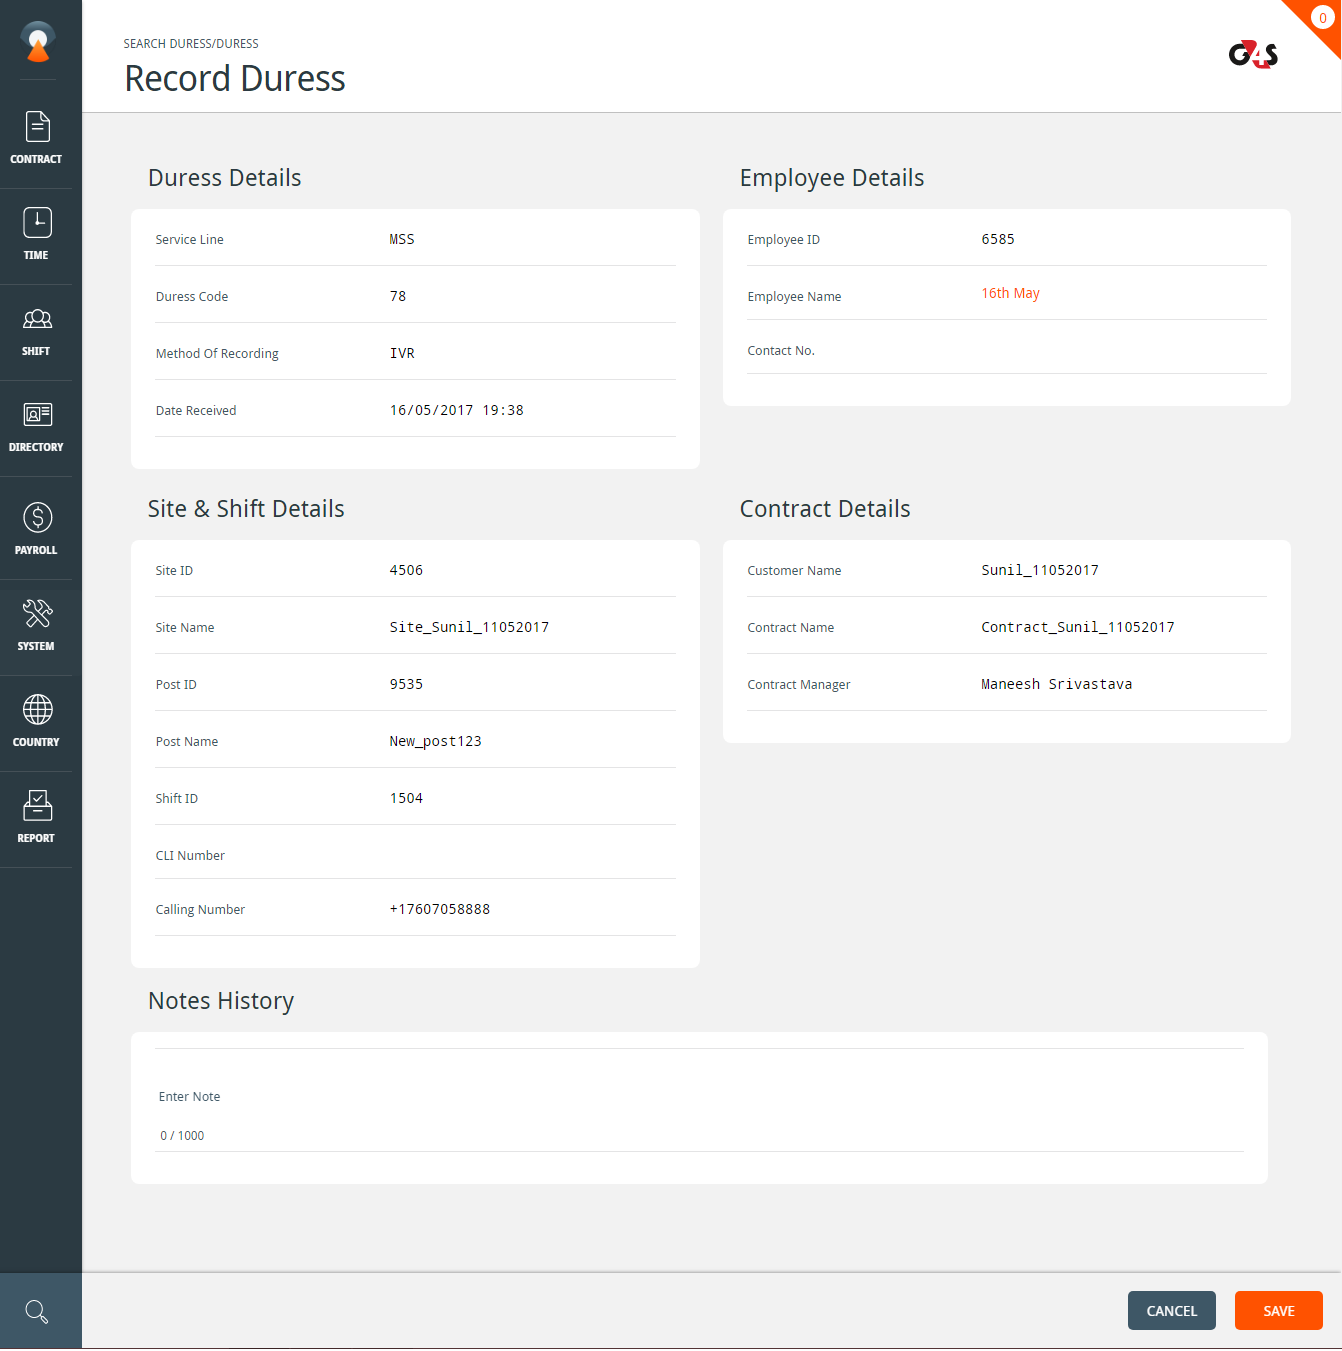 0
SEARCH DURESS/DURESS
G4S
Record Duress
CONTRACT
TIME
SHIFT
DIRECTORY
PAYROLL
SYSTEM
COUNTRY
REPORT
Duress Details
Service Line MSS
Duress Code 78
Method Of Recording IVR
Date Received 16/05/2017 19:38
Employee Details
Employee ID 6585
Employee Name 16th May
Contact No.
Site & Shift Details
Site ID 4506
Site Name Site_Sunil_11052017
Post ID 9535
Post Name New_post123
Shift ID 1504
CLI Number
Calling Number +17607058888
Contract Details
Customer Name Sunil_11052017
Contract Name Contract_Sunil_11052017
Contract Manager Maneesh Srivastava
Notes History
Enter Note
0 / 1000
CANCEL SAVE